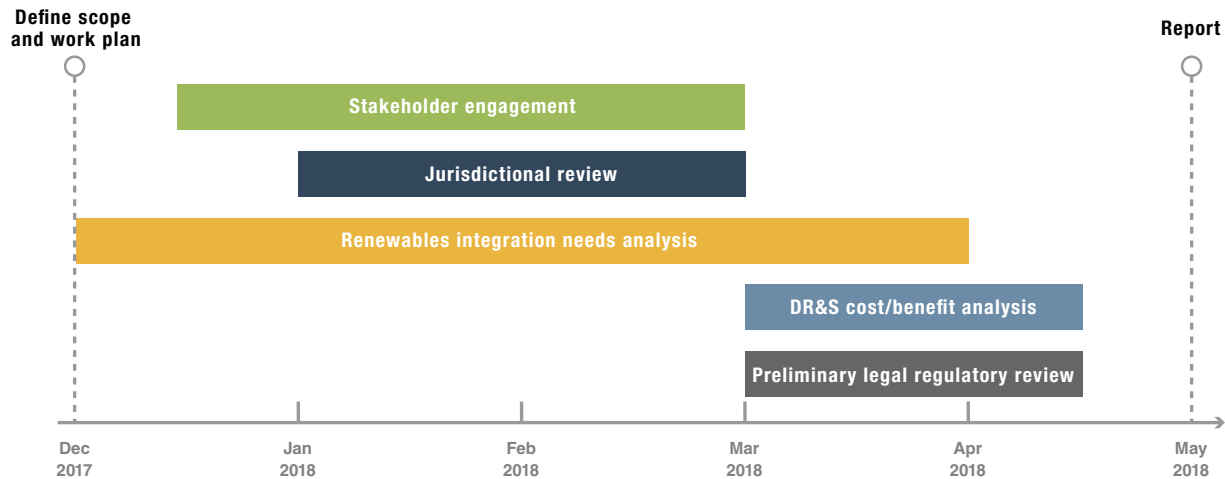 Define scope
and work plan
Report
Stakeholder engagement
Jurisdictional review
Renewables integration needs analysis
DR&S cost/benefit analysis
Preliminary legal regulatory review
Dec
2017
Jan
2018
Feb
2018
Mar
2018
Apr
2018
May
2018